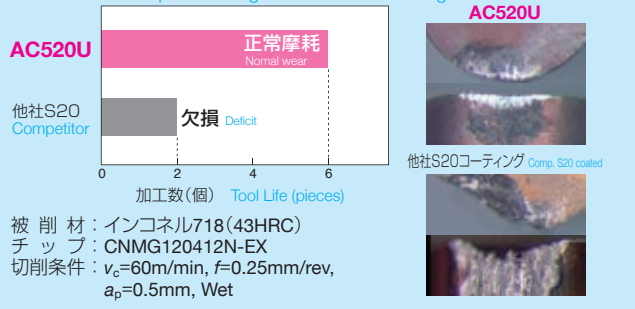 AC520U
正常摩耗
Nomal wear
他社S20
Competitor
欠損 Deficit
0 2 4 6
加工数（個） Tool Life (pieces)
被削材：インコネル718（43HRC）
チップ：CNMG120412N-EX
切削条件：vc=60m/min, f=0.25mm/rev,
ap=0.5mm, Wet
AC520U
他社S20コーティング Comp. S20 coated